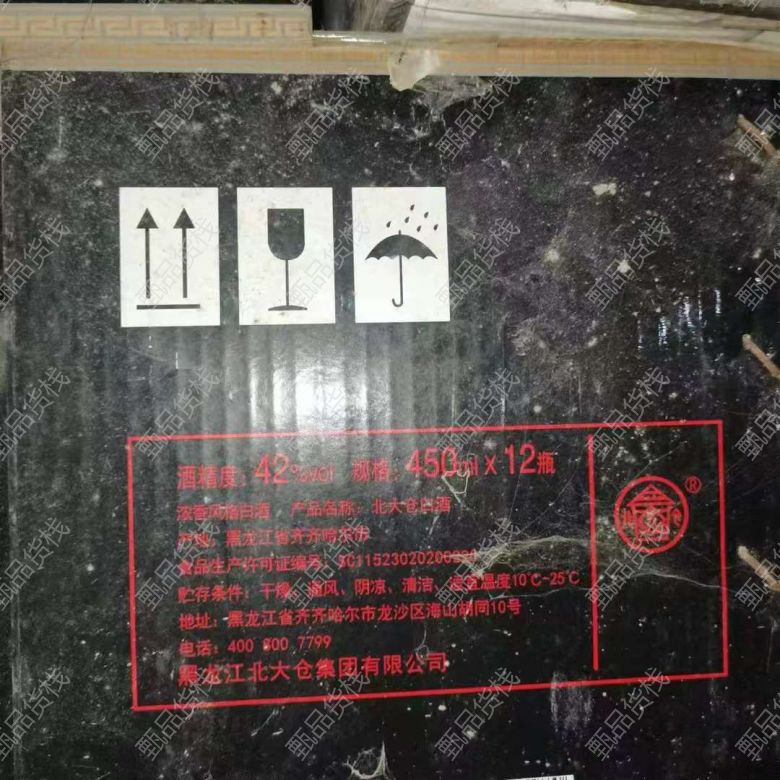 酒精度：42%vol 规格：450ml x 12瓶
浓香风格白酒 产品名称：北大仓白酒
产地：黑龙江省齐齐哈尔市
食品生产许可证编号：
贮存条件：干燥、通风、阴凉、清洁、适宜温度10℃-25℃
地址：黑龙江省齐齐哈尔市龙沙区海山胡同10号
电话：400 800 7799
黑龙江北大仓集团有限公司
®
甄品货栈